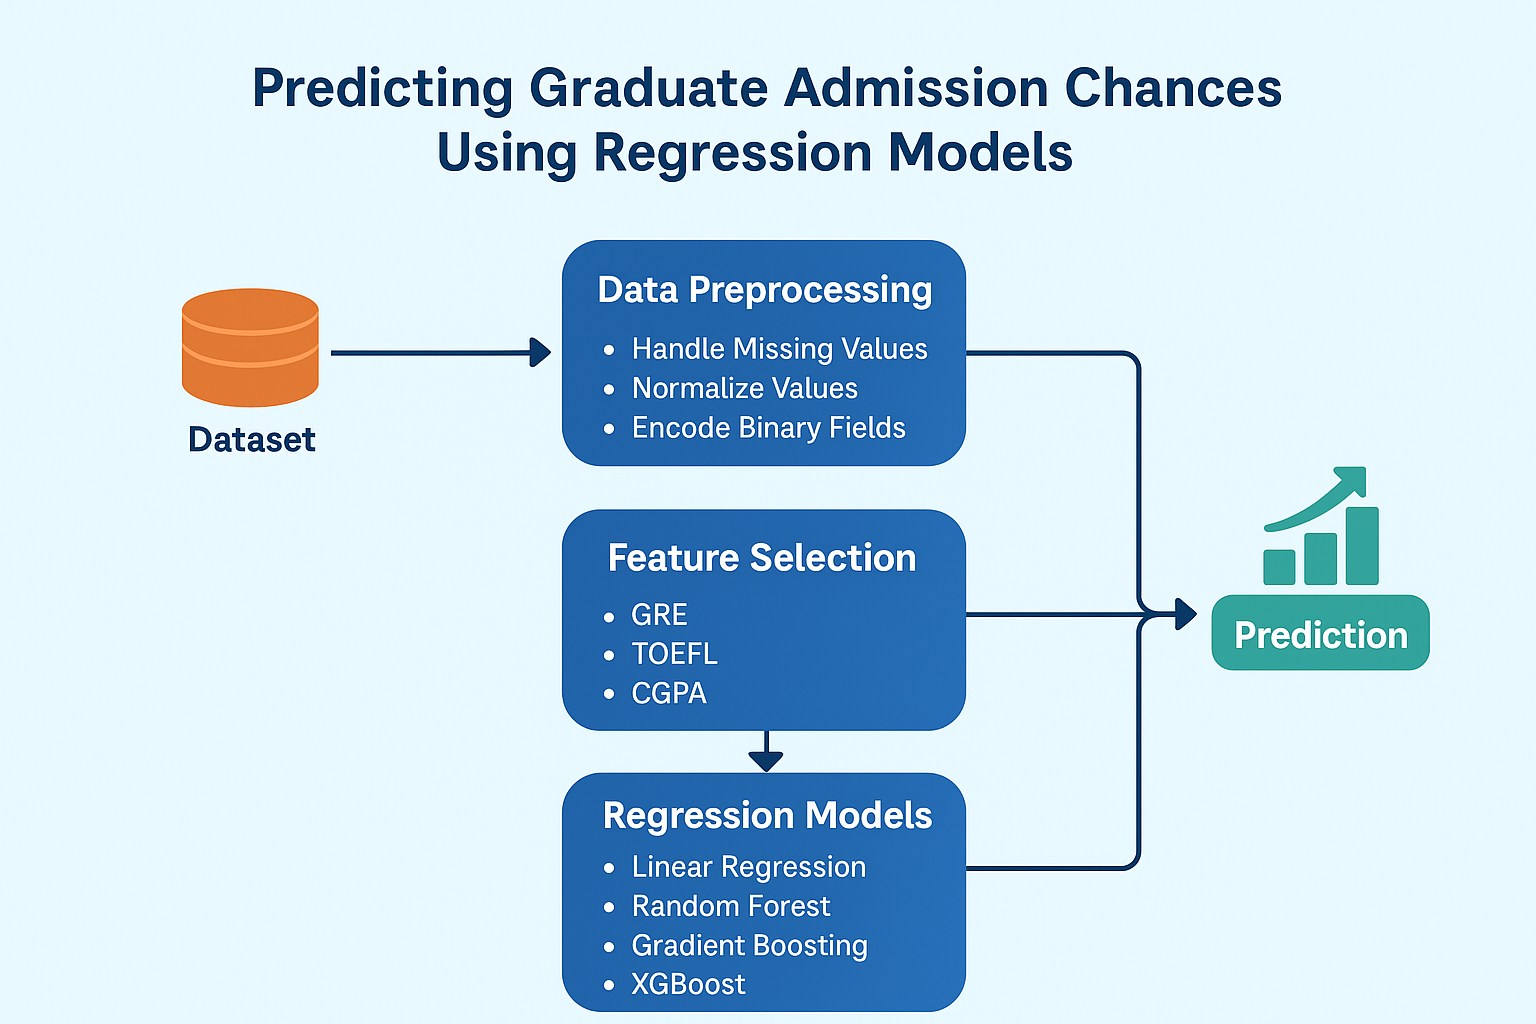 Predicting Graduate Admission Chances
Using Regression Models
Dataset
Data Preprocessing
• Handle Missing Values
• Normalize Values
• Encode Binary Fields
Feature Selection
• GRE
• TOEFL
• CGPA
Regression Models
• Linear Regression
• Random Forest
• Gradient Boosting
• XGBoost
Prediction